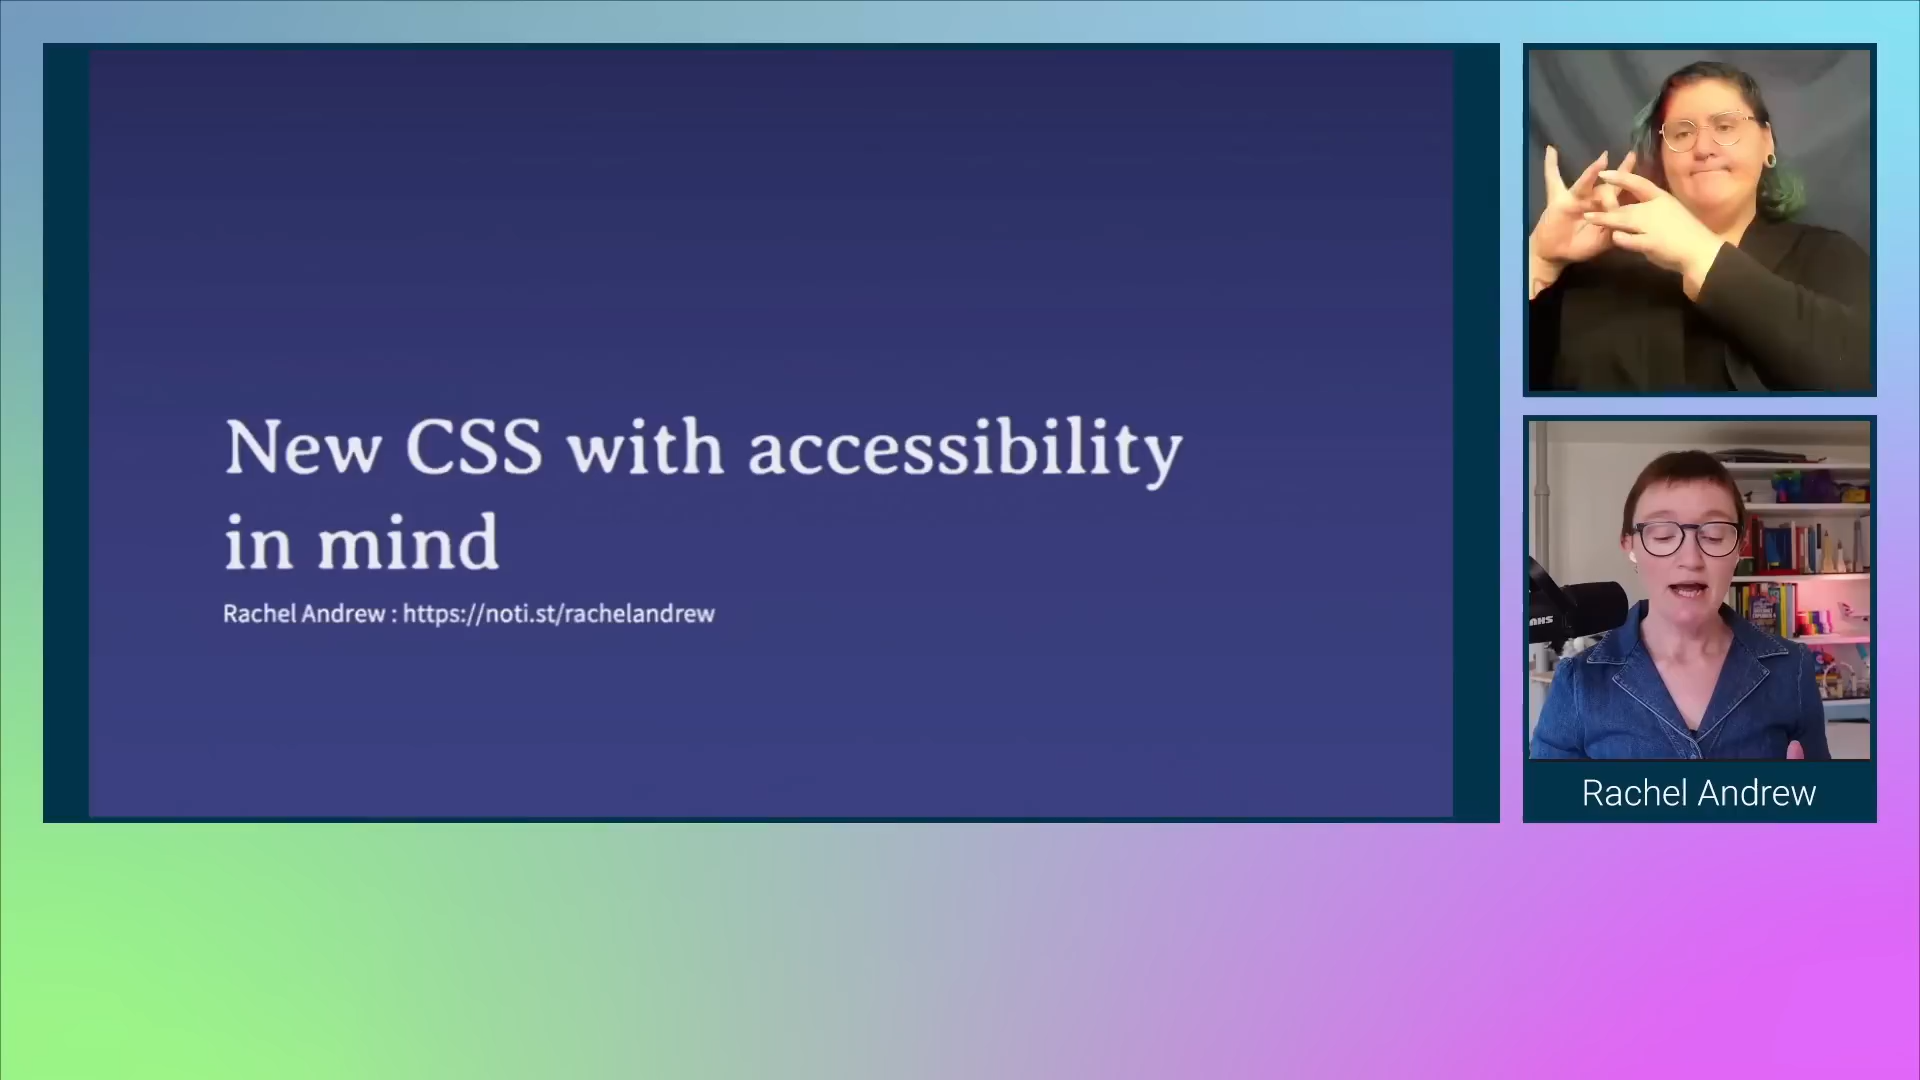 New CSS with accessibility
in mind
Rachel Andrew : https://noti.st/rachelandrew
Rachel Andrew